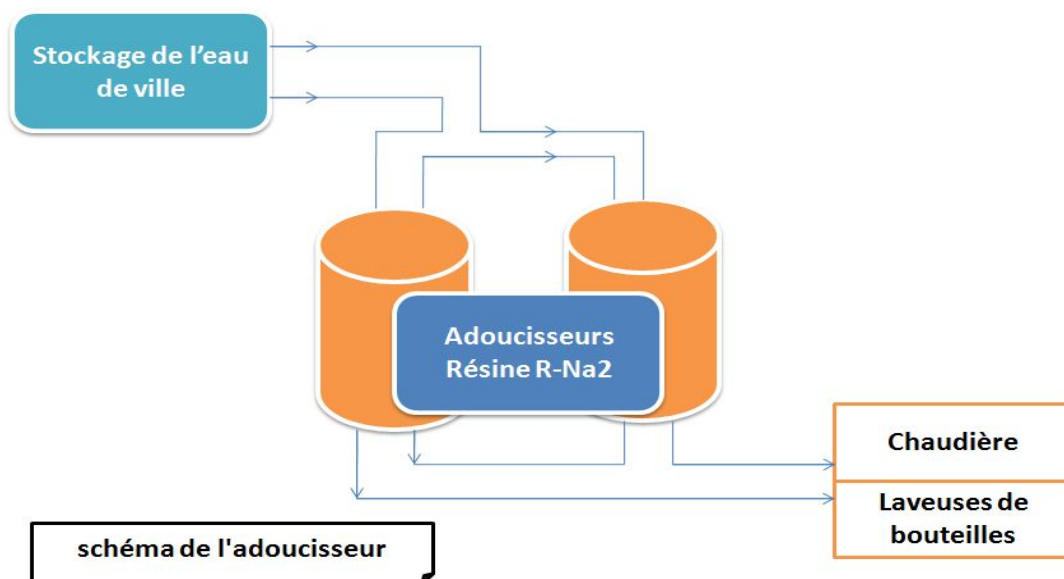 Stockage de l’eau
de ville
Adoucisseurs
Résine R-Na2
Chaudière
Laveuses de
bouteilles
schéma de l'adoucisseur